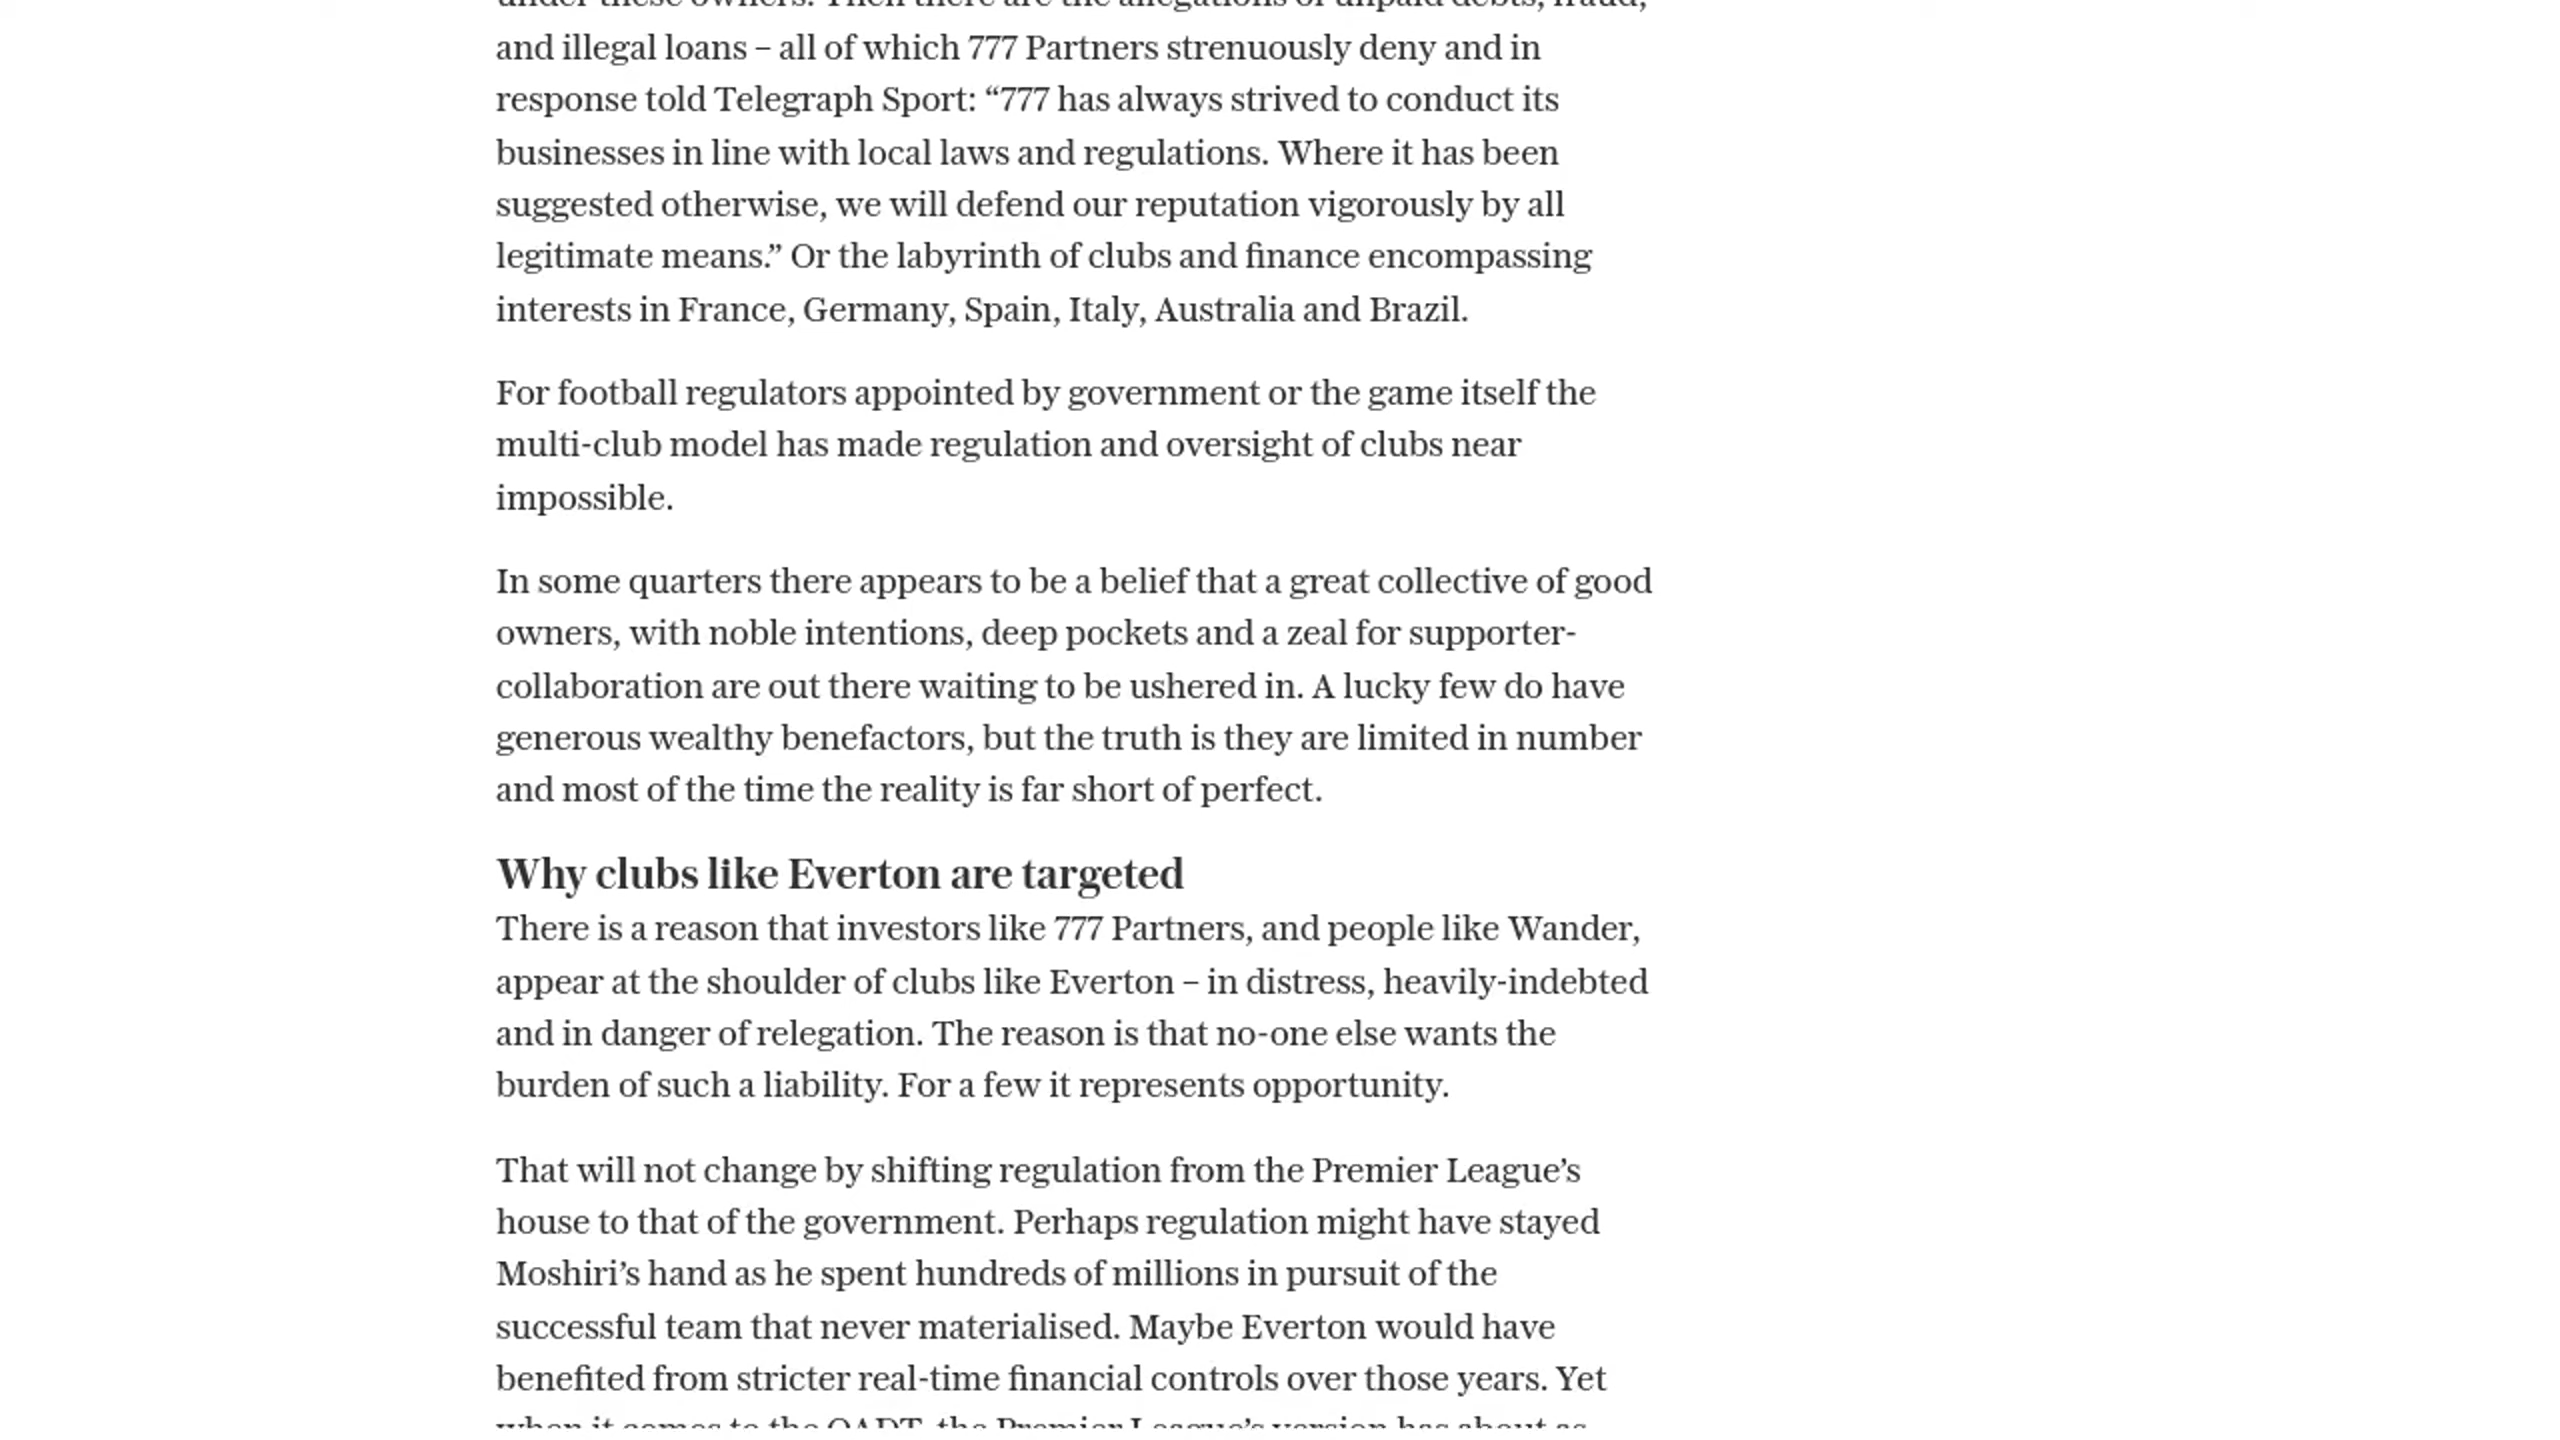 under these owners. Then there are the allegations of unpaid debts, fraud,
and illegal loans – all of which 777 Partners strenuously deny and in
response told Telegraph Sport: “777 has always strived to conduct its
businesses in line with local laws and regulations. Where it has been
suggested otherwise, we will defend our reputation vigorously by all
legitimate means.” Or the labyrinth of clubs and finance encompassing
interests in France, Germany, Spain, Italy, Australia and Brazil.
For football regulators appointed by government or the game itself the
multi-club model has made regulation and oversight of clubs near
impossible.
In some quarters there appears to be a belief that a great collective of good
owners, with noble intentions, deep pockets and a zeal for supporter-
collaboration are out there waiting to be ushered in. A lucky few do have
generous wealthy benefactors, but the truth is they are limited in number
and most of the time the reality is far short of perfect.
Why clubs like Everton are targeted
There is a reason that investors like 777 Partners, and people like Wander,
appear at the shoulder of clubs like Everton – in distress, heavily-indebted
and in danger of relegation. The reason is that no-one else wants the
burden of such a liability. For a few it represents opportunity.
That will not change by shifting regulation from the Premier League’s
house to that of the government. Perhaps regulation might have stayed
Moshiri’s hand as he spent hundreds of millions in pursuit of the
successful team that never materialised. Maybe Everton would have
benefited from stricter real-time financial controls over those years. Yet
when it comes to the OADT, the Premier League’s version has about as